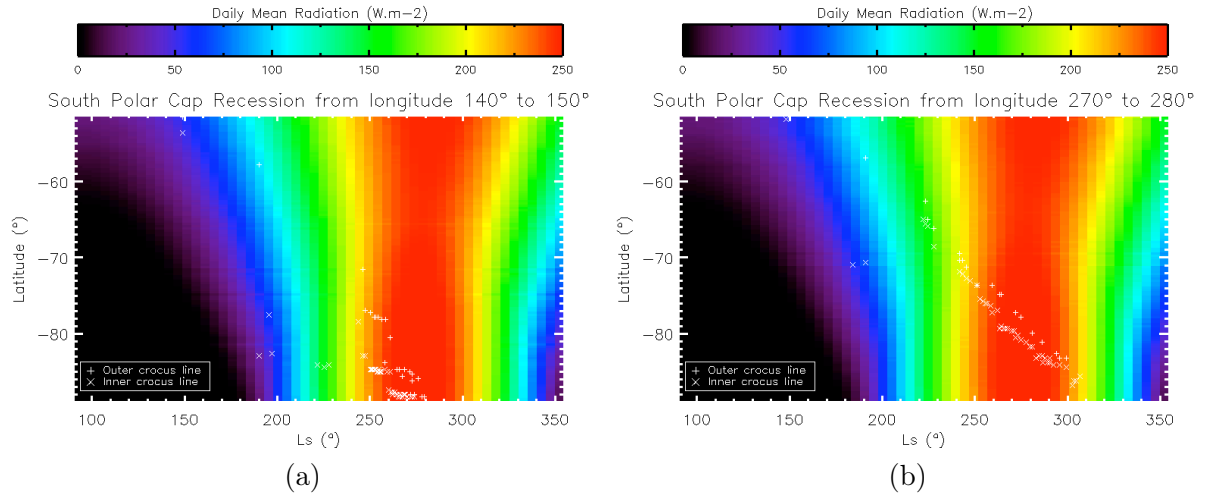 Daily Mean Radiation (W.m-2)
0 50 100 150 200 250
South Polar Cap Recession from longitude 140° to 150°
Latitude (°)
-60
-70
-80
+ Outer crocus line
× Inner crocus line
100 150 200 250 300 350
Ls (°)
(a)
Daily Mean Radiation (W.m-2)
0 50 100 150 200 250
South Polar Cap Recession from longitude 270° to 280°
Latitude (°)
-60
-70
-80
+ Outer crocus line
× Inner crocus line
100 150 200 250 300 350
Ls (°)
(b)